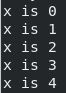 x is 0
x is 1
x is 2
x is 3
x is 4